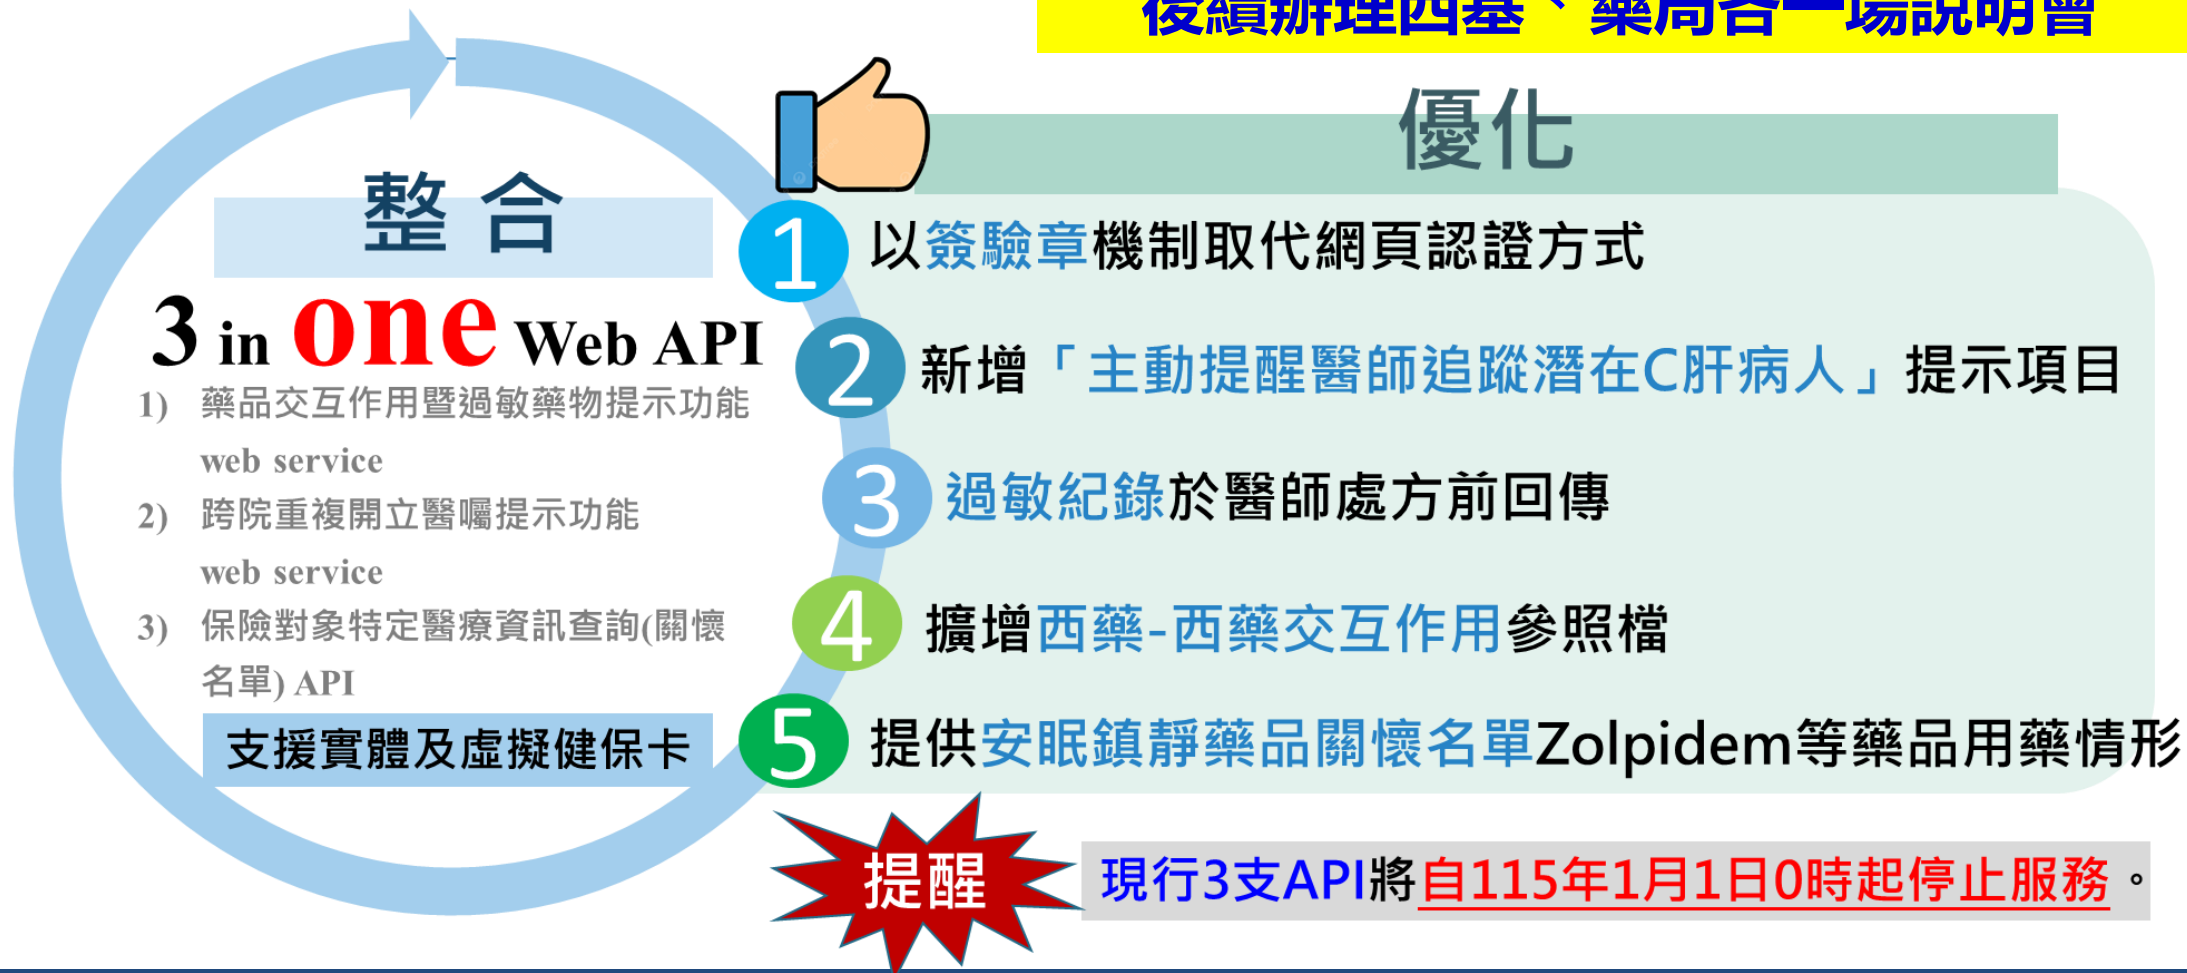 後續辦理西基、藥局各一場說明會
整合
3 in one Web API
1) 藥品交互作用暨過敏藥物提示功能
web service
2) 跨院重複開立醫囑提示功能
web service
3) 保險對象特定醫療資訊查詢(關懷
名單) API
支援實體及虛擬健保卡
優化
1 以簽驗章機制取代網頁認證方式
2 新增「主動提醒醫師追蹤潛在C肝病人」提示項目
3 過敏紀錄於醫師處方前回傳
4 擴增西藥-西藥交互作用參照檔
5 提供安眠鎮靜藥品關懷名單Zolpidem等藥品用藥情形
提醒
現行3支API將自115年1月1日0時起停止服務。